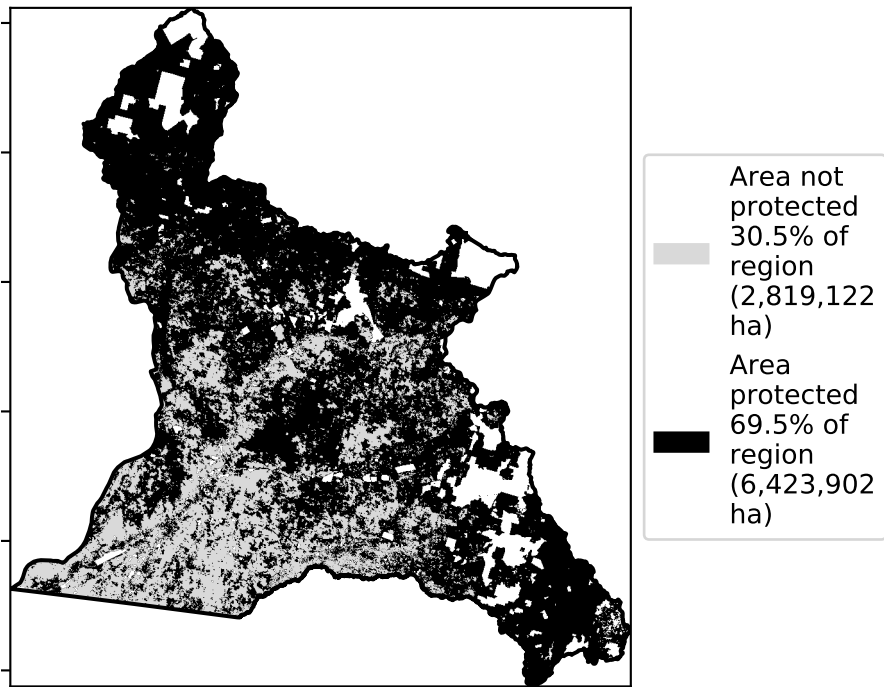 Area not
protected
30.5% of
region
(2,819,122
ha)
Area
protected
69.5% of
region
(6,423,902
ha)